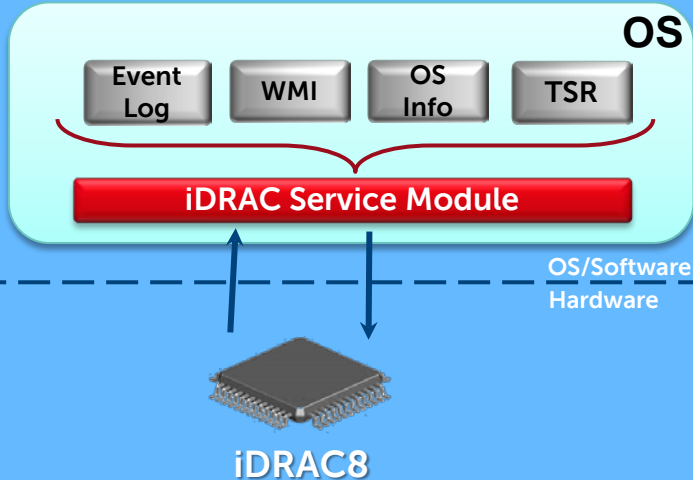 OS
Event
Log
WMI
OS
Info
TSR
iDRAC Service Module
OS/Software
Hardware
iDRAC8